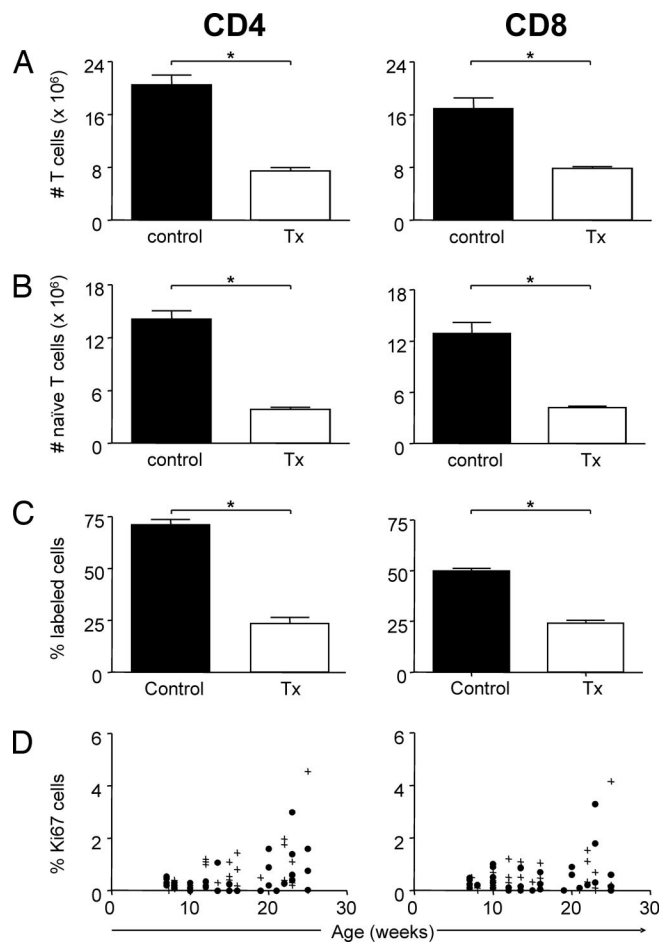 CD4 CD8
A
# T cells (x 10⁶)
24 24
16 16
8 8
0 0
* *
control Tx control Tx
B
# naïve T cells (x 10⁶)
18 18
12 12
6 6
0 0
* *
control Tx control Tx
C
% labeled cells
75 75
50 50
25 25
0 0
* *
Control Tx Control Tx
D
% Ki67 cells
6 6
4 4
2 2
0 0
0 10 20 30 0 10 20 30
Age (weeks)